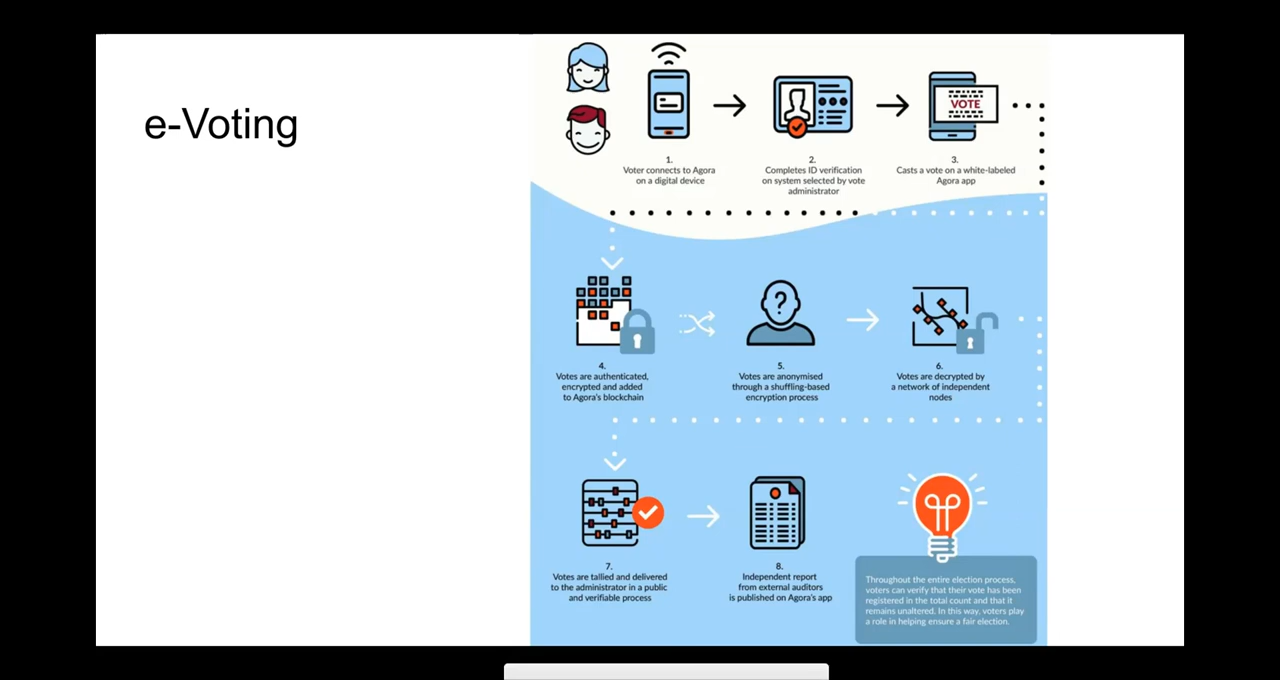 e-Voting
VOTE
1.
Voter connects to Agora
on a digital device
2.
Completes ID verification
on system selected by vote
administrator
3.
Casts a vote on a white-labeled
Agora app
4.
Votes are authenticated,
encrypted and added
to Agora's blockchain
?
5.
Votes are anonymised
through a shuffling-based
encryption process
6.
Votes are decrypted by
a network of independent
nodes
7.
Votes are tallied and delivered
to the administrator in a public
and verifiable process
8.
Independent report
from external auditors
is published on Agora's app
Throughout the entire election process,
voters can verify that their vote has been
registered in the total count and that it
remains unaltered. In this way, voters play
a role in helping ensure a fair election.